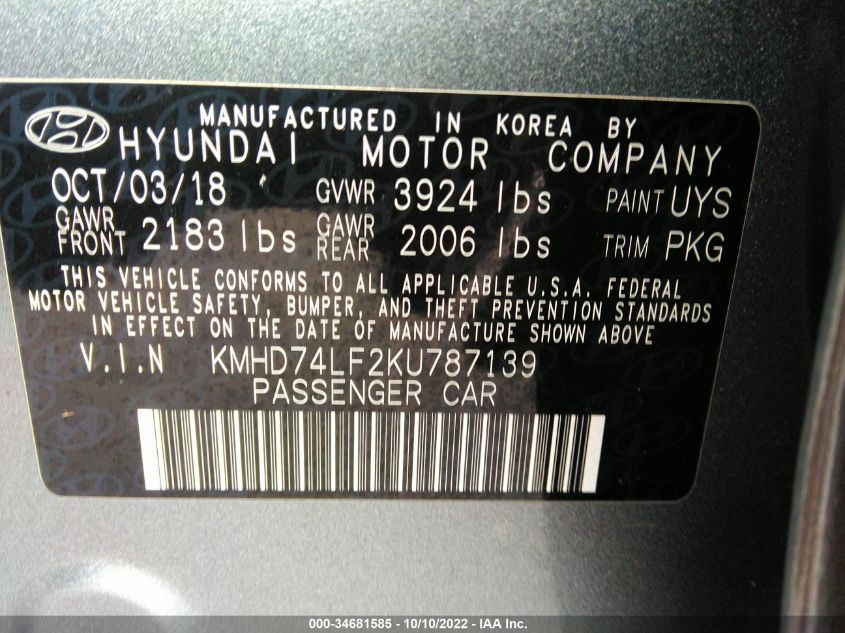 MANUFACTURED IN KOREA BY
HYUNDAI MOTOR COMPANY
OCT/03/18 GVWR 3924 lbs PAINT UYS
GAWR FRONT 2183 lbs GAWR REAR 2006 lbs TRIM PKG
THIS VEHICLE CONFORMS TO ALL APPLICABLE U.S.A. FEDERAL
MOTOR VEHICLE SAFETY, BUMPER, AND THEFT PREVENTION STANDARDS
IN EFFECT ON THE DATE OF MANUFACTURE SHOWN ABOVE
V.I.N KMHD74LF2KU787139
PASSENGER CAR
000-34681585 - 10/10/2022 - IAA Inc.